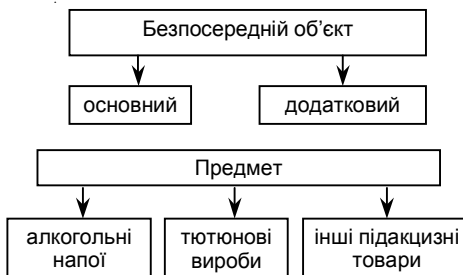 Безпосередній об’єкт
основний
додатковий
Предмет
алкогольні
напої
тютюнові
вироби
інші підакцизні
товари